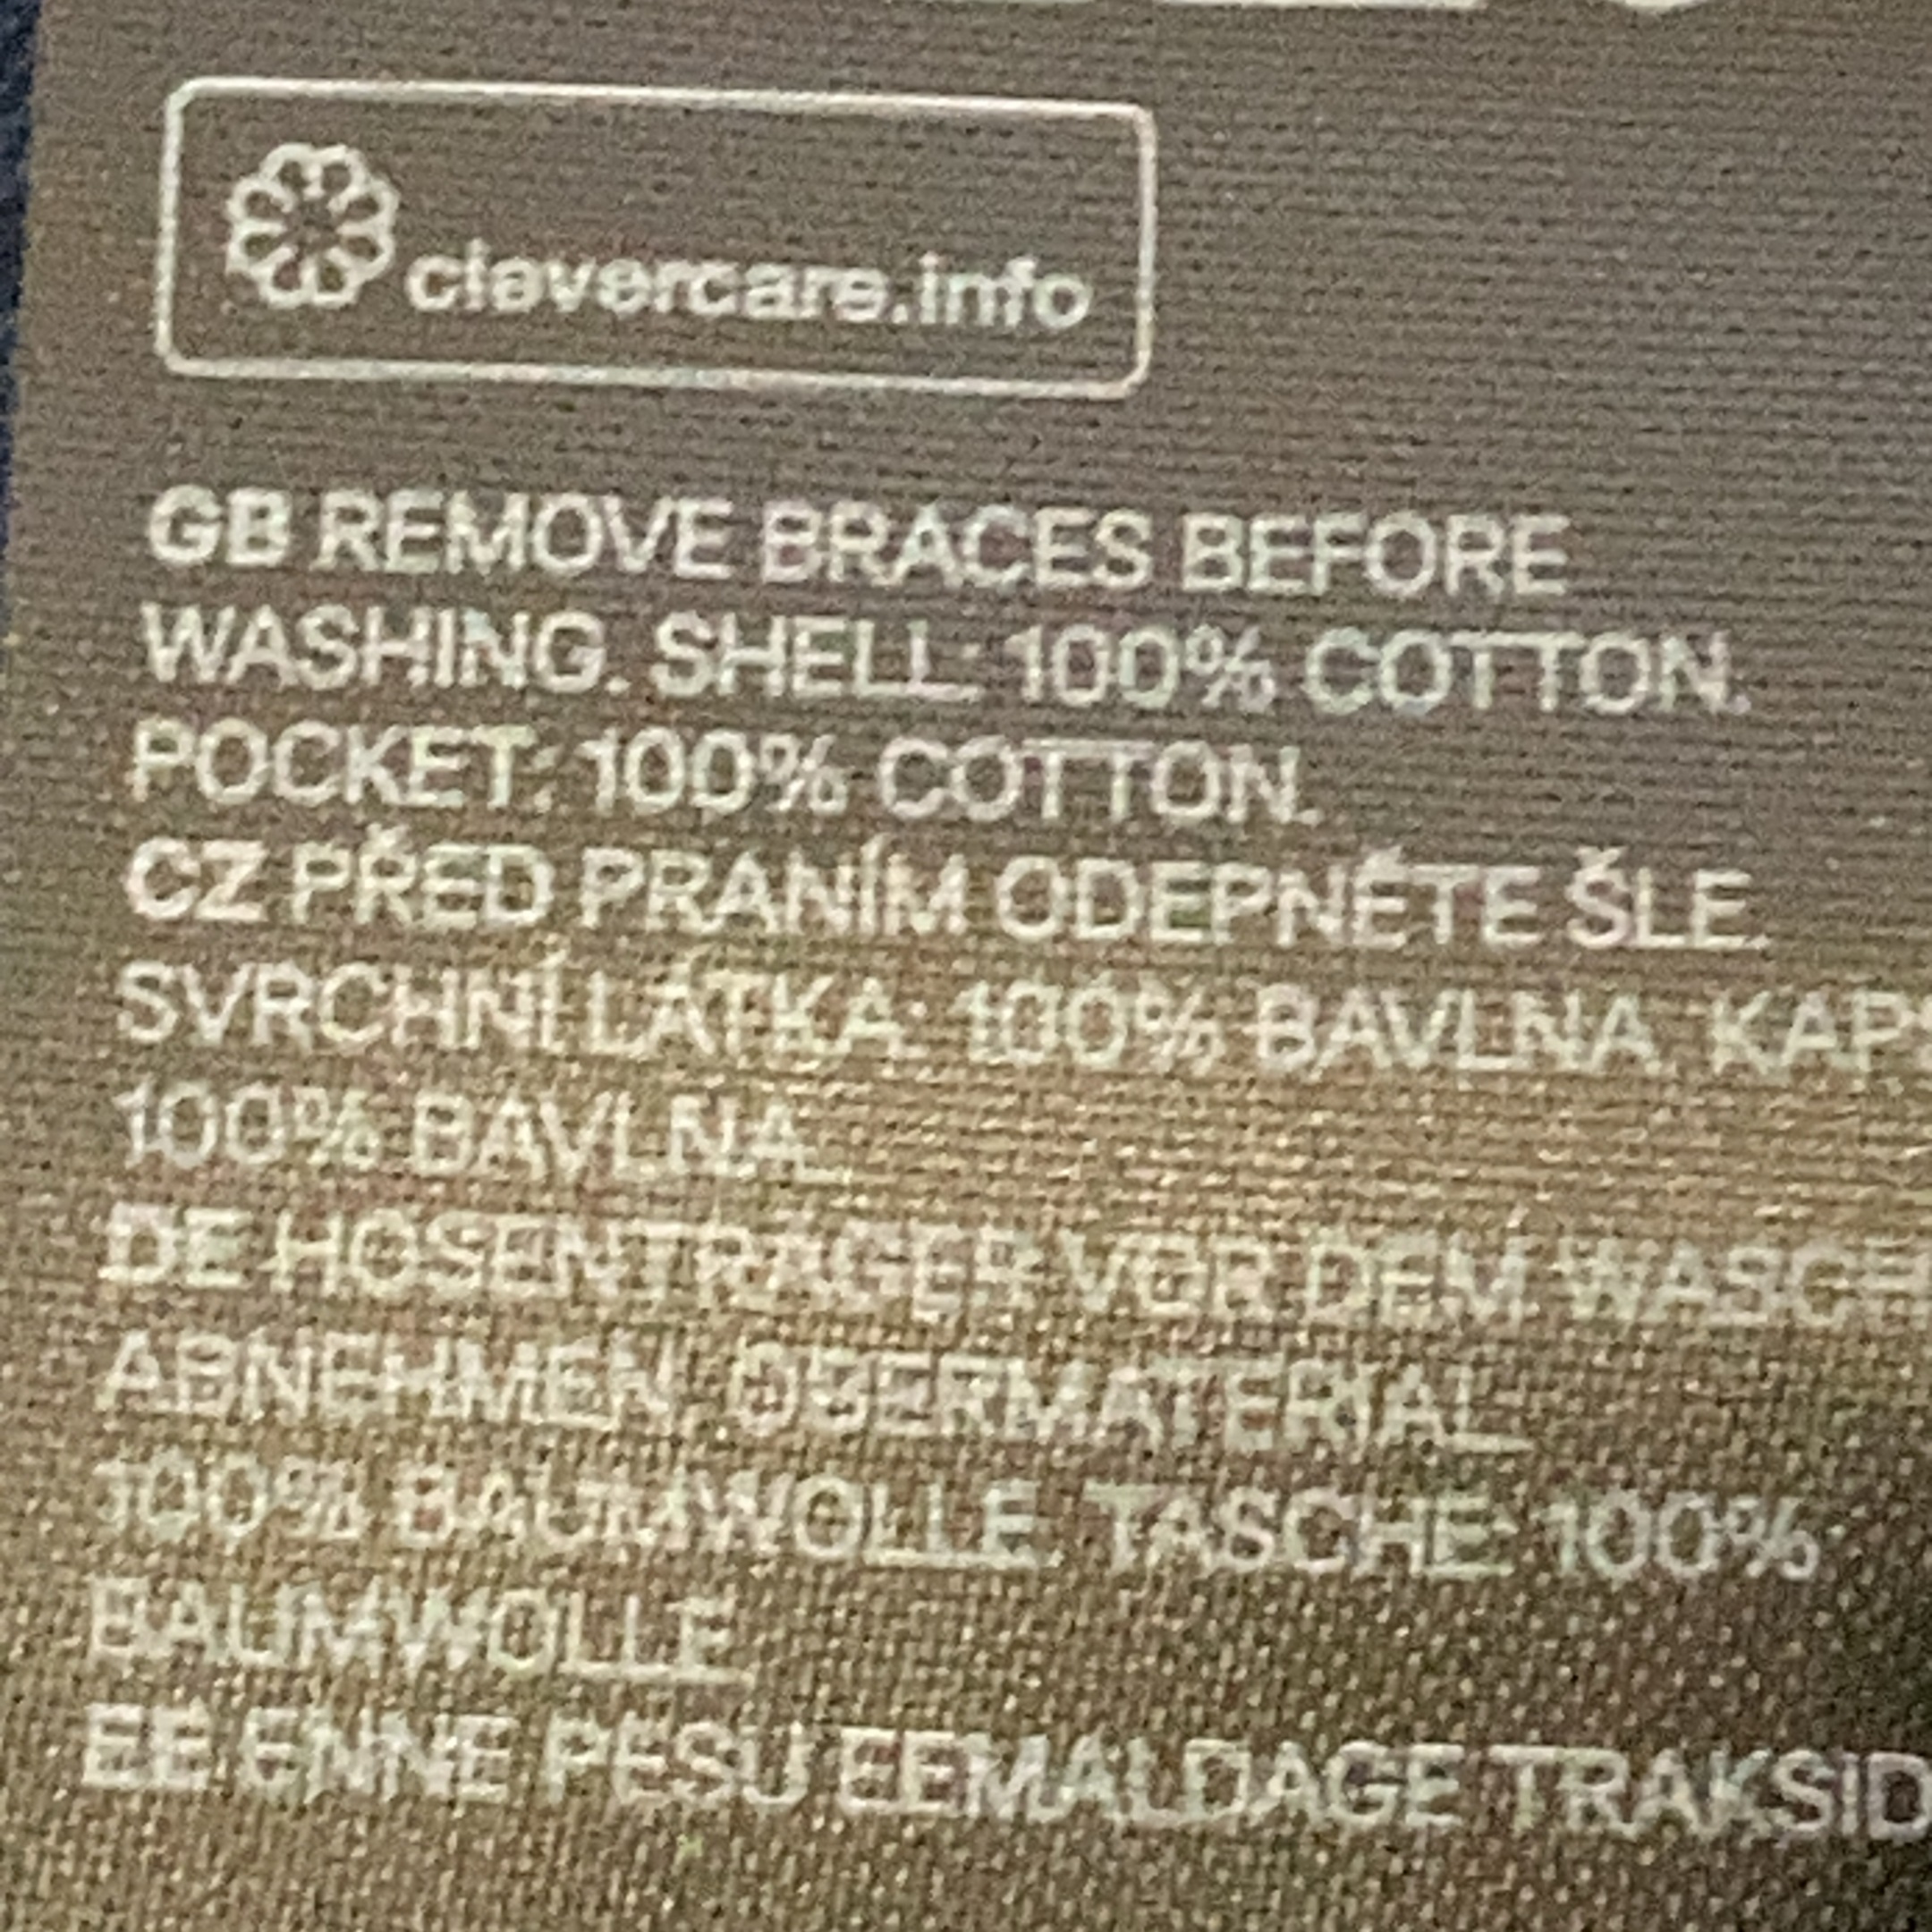 clevercare.info
GB REMOVE BRACES BEFORE
WASHING. SHELL: 100% COTTON.
POCKET: 100% COTTON.
CZ PŘED PRANÍM ODEPNĚTE ŠLE.
SVRCHNÍ LÁTKA: 100% BAVLNA. KAP
100% BAVLNA.
DE HOSENTRÄGER VOR DEM WASCH
ABNEHMEN. OBERMATERIAL:
100% BAUMWOLLE. TASCHE: 100%
BAUMWOLLE.
EE ENNE PESU EEMALDAGE TRAKSID